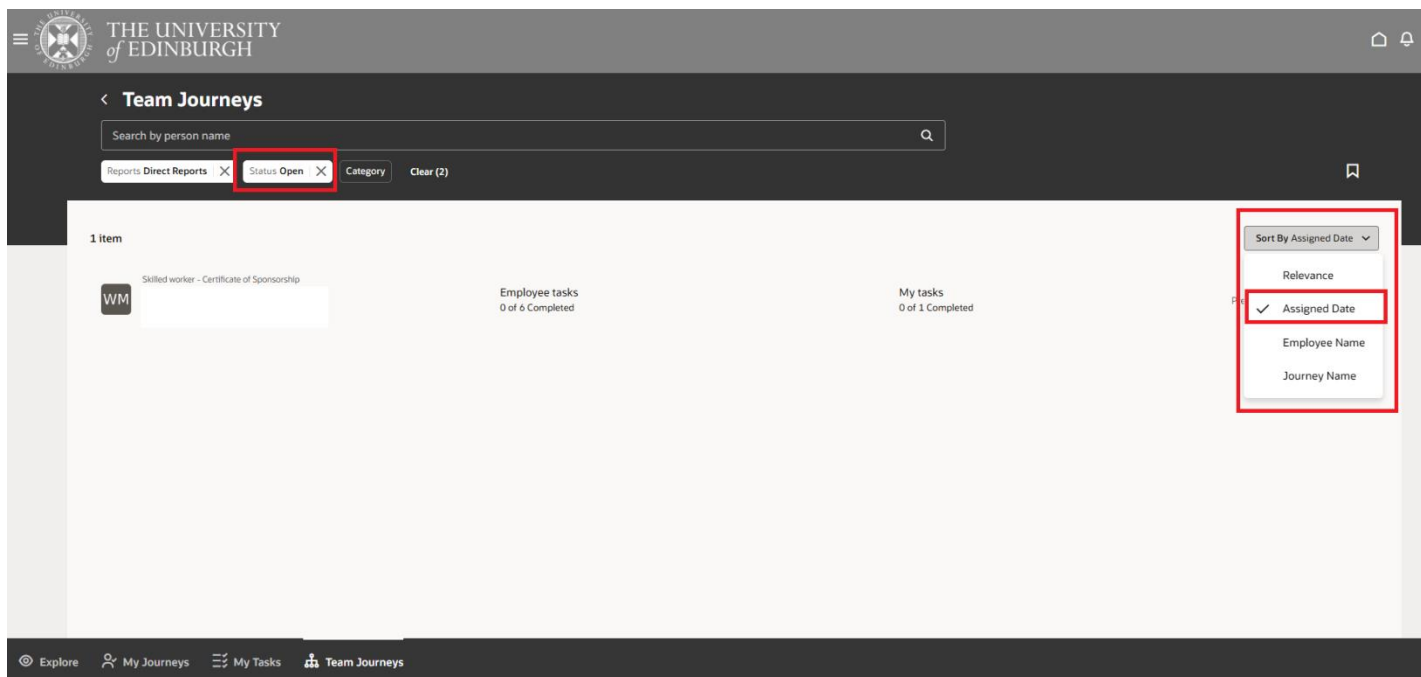 THE UNIVERSITY
of EDINBURGH
Team Journeys
Search by person name
Reports Direct Reports Status Open Category Clear (2)
1 item
Sort By Assigned Date
Skilled worker - Certificate of Sponsorship
WM
Employee tasks
0 of 6 Completed
My tasks
0 of 1 Completed
Relevance
Assigned Date
Employee Name
Journey Name
Explore My Journeys My Tasks Team Journeys